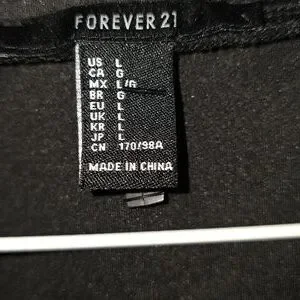 FOREVER 21
US L
CA G
MX L/G
BR G
EU L
UK L
KR L
JP L
CN 170/98A
MADE IN CHINA